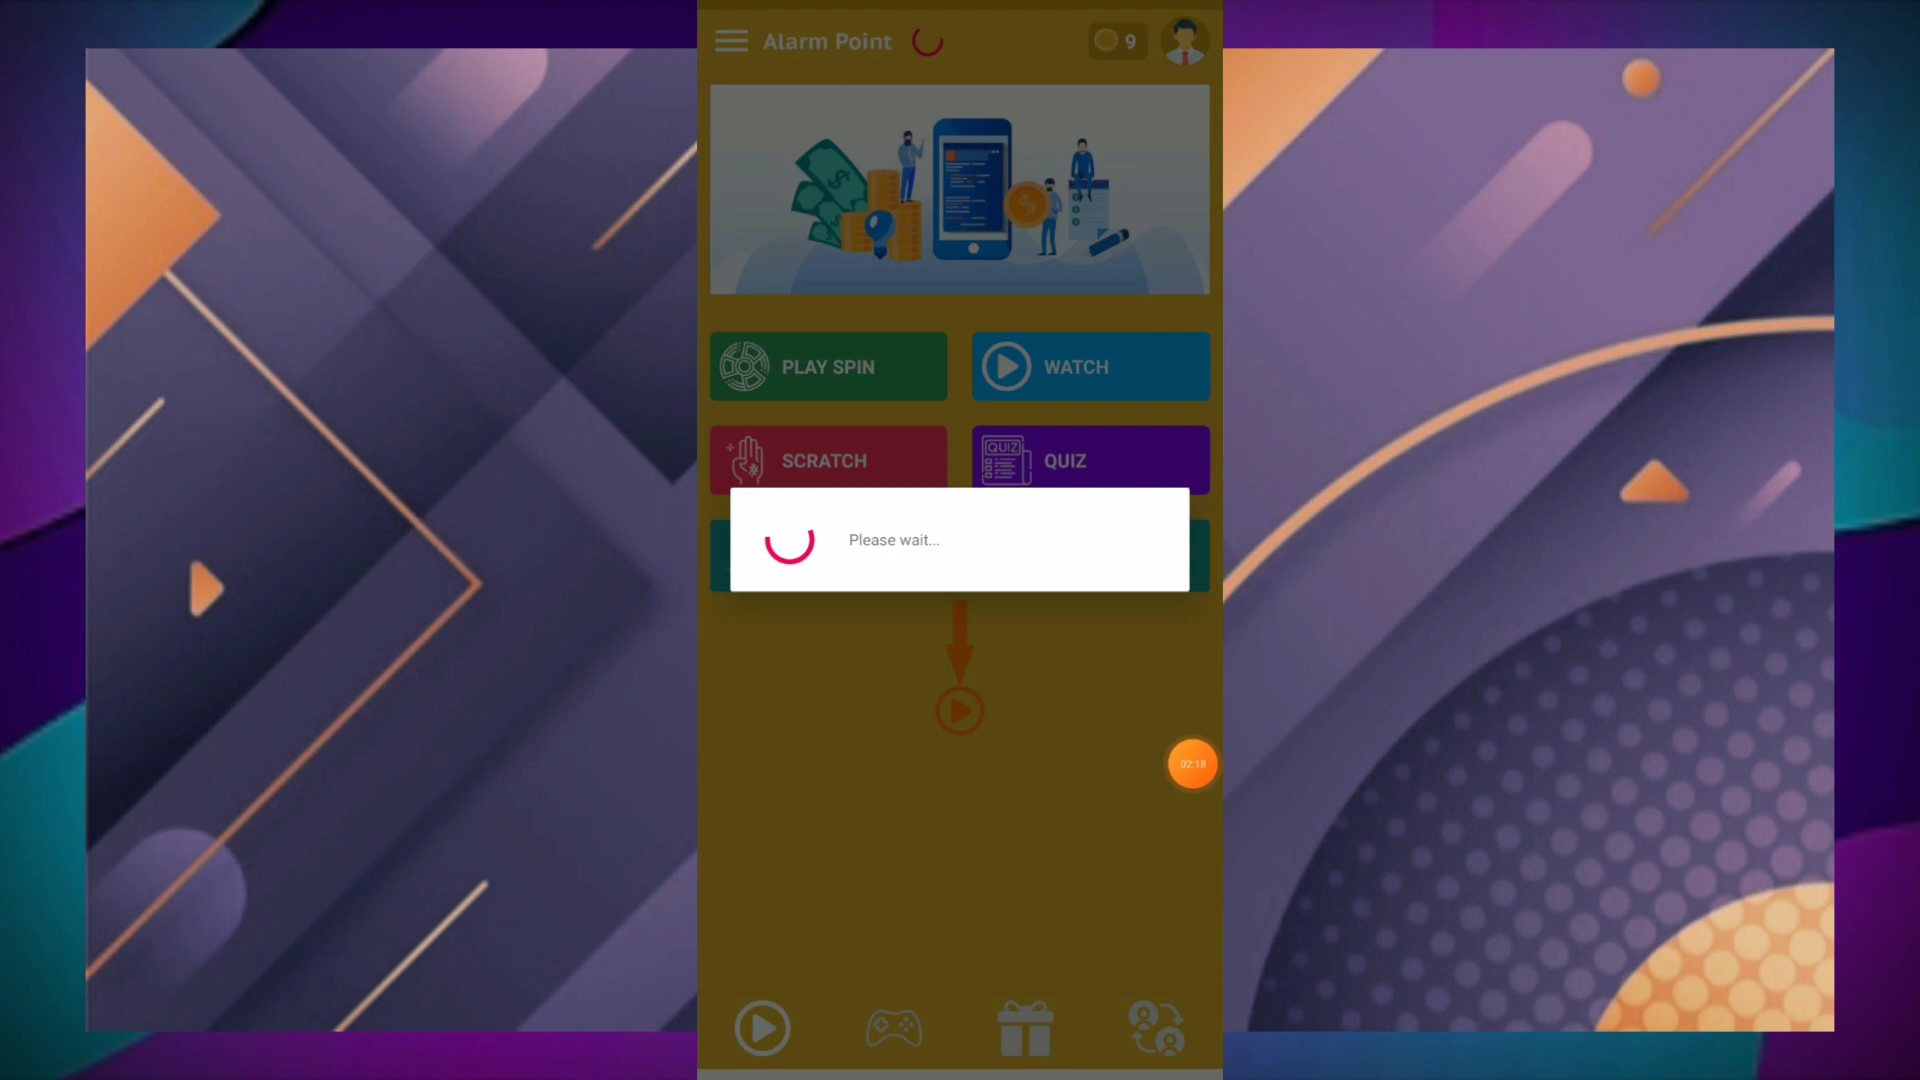 Alarm Point
9
PLAY SPIN
WATCH
SCRATCH
QUIZ
QUIZ
Please wait...
02:18